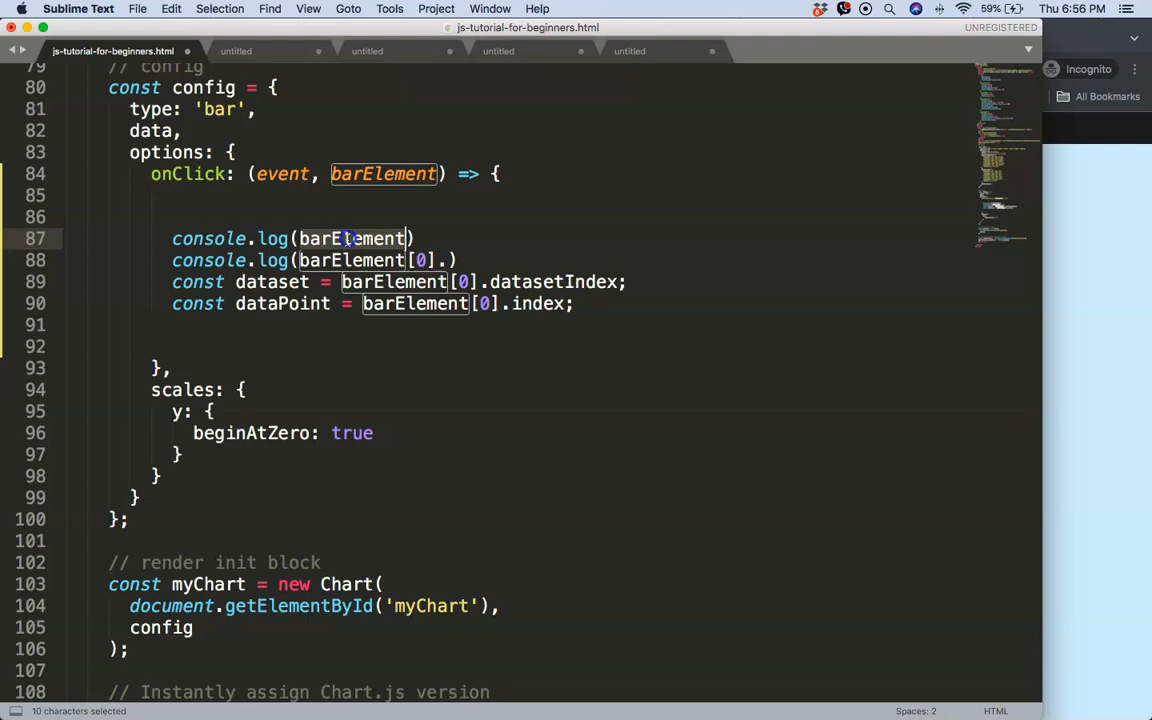 Sublime Text File Edit Selection Find View Goto Tools Project Window Help 59% Thu 6:56 PM
js-tutorial-for-beginners.html UNREGISTERED
js-tutorial-for-beginners.html untitled untitled untitled untitled
Incognito
All Bookmarks
79 // config
80 const config = {
81 type: 'bar',
82 data,
83 options: {
84 onClick: (event, barElement) => {
85
86
87 console.log(barElement)
88 console.log(barElement[0].)
89 const dataset = barElement[0].datasetIndex;
90 const dataPoint = barElement[0].index;
91
92
93 },
94 scales: {
95 y: {
96 beginAtZero: true
97 }
98 }
99 }
100 };
101
102 // render init block
103 const myChart = new Chart(
104 document.getElementById('myChart'),
105 config
106 );
107
108 // Instantly assign Chart.js version
10 characters selected Spaces: 2 HTML